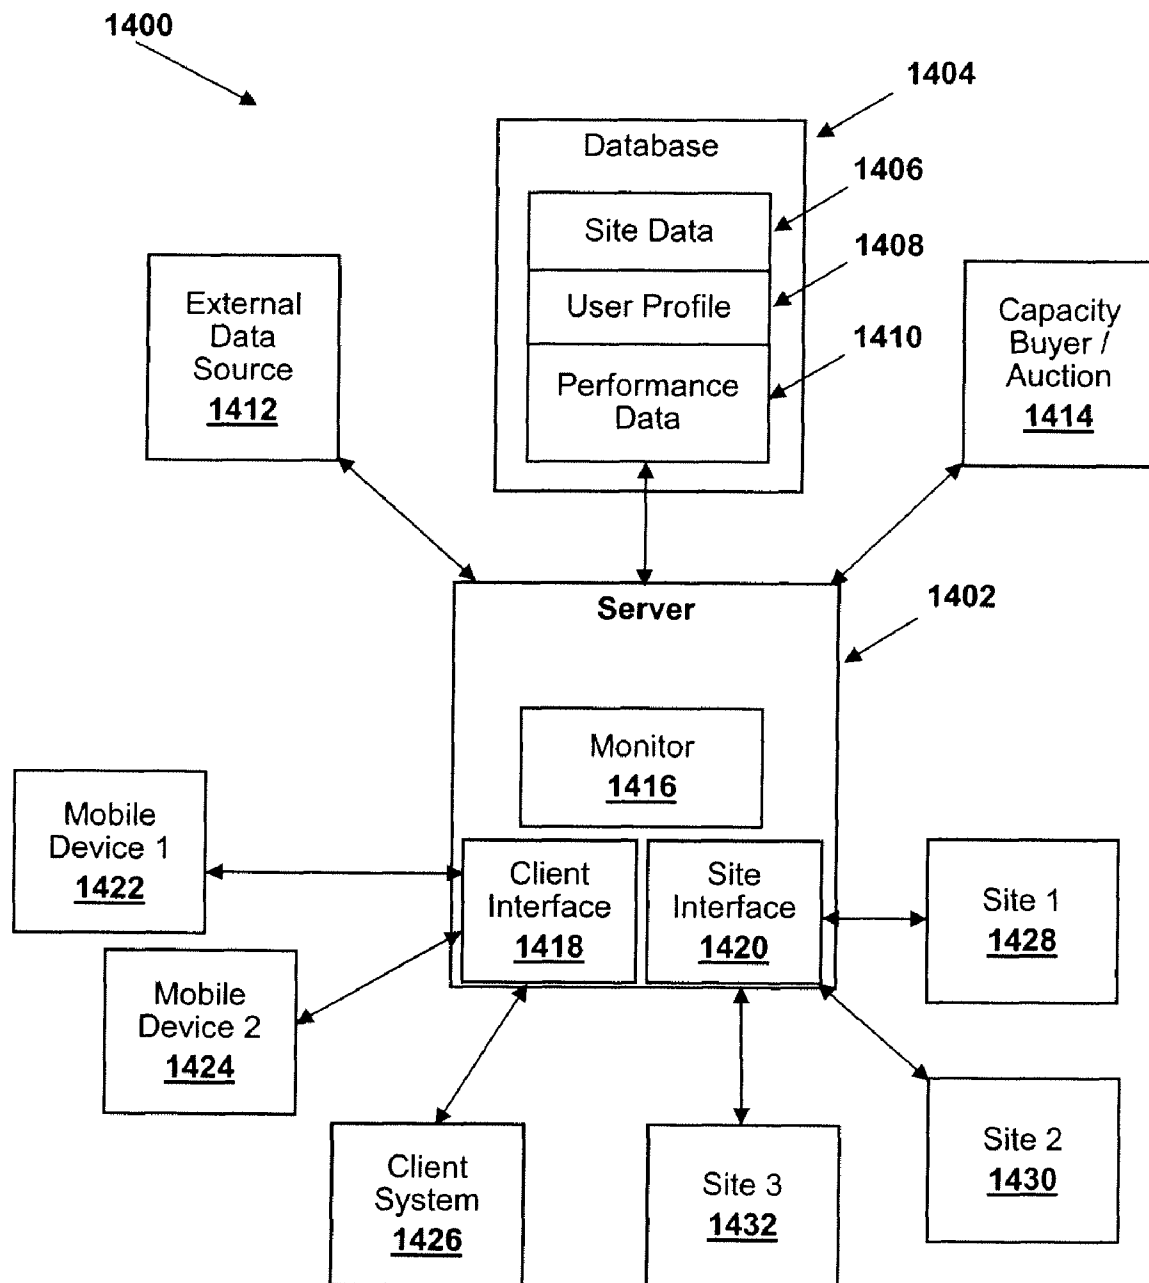 1400
1404
Database
1406
Site Data
1408
User Profile
1410
Performance
Data
External
Data
Source
1412
Capacity
Buyer /
Auction
1414
Server
1402
Monitor
1416
Mobile
Device 1
1422
Client
Interface
1418
Site
Interface
1420
Site 1
1428
Mobile
Device 2
1424
Client
System
1426
Site 3
1432
Site 2
1430